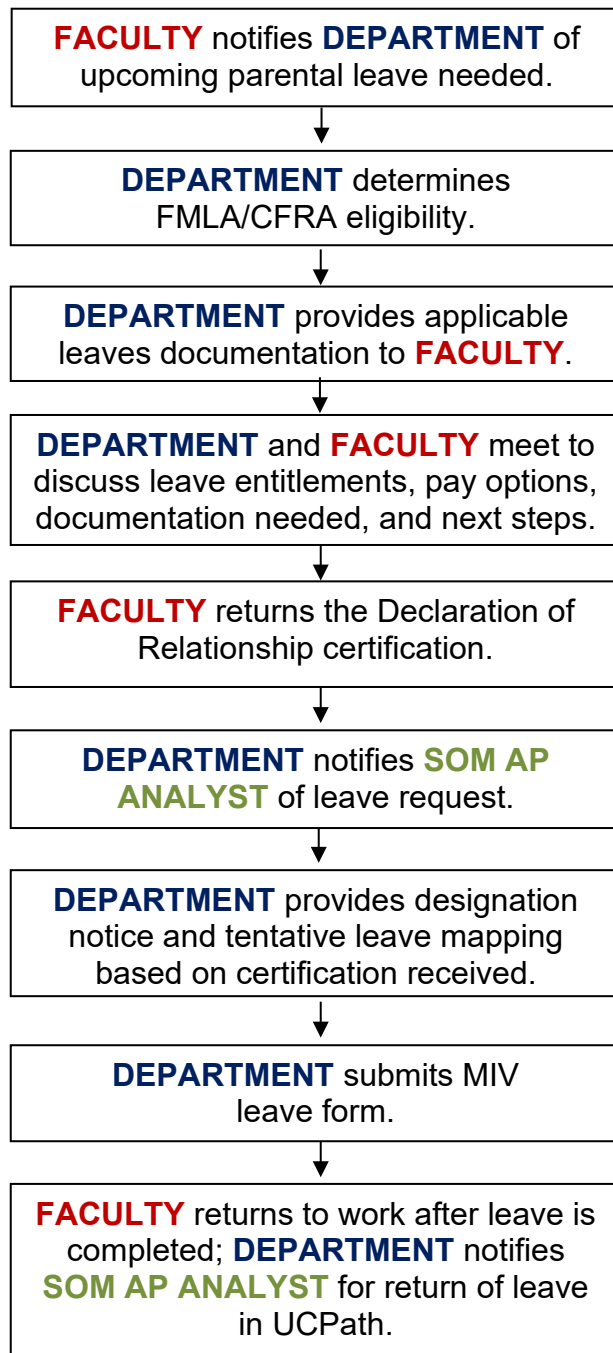 FACULTY notifies DEPARTMENT of
upcoming parental leave needed.
DEPARTMENT determines
FMLA/CFRA eligibility.
DEPARTMENT provides applicable
leaves documentation to FACULTY.
DEPARTMENT and FACULTY meet to
discuss leave entitlements, pay options,
documentation needed, and next steps.
FACULTY returns the Declaration of
Relationship certification.
DEPARTMENT notifies SOM AP
ANALYST of leave request.
DEPARTMENT provides designation
notice and tentative leave mapping
based on certification received.
DEPARTMENT submits MIV
leave form.
FACULTY returns to work after leave is
completed; DEPARTMENT notifies
SOM AP ANALYST for return of leave
in UCPath.